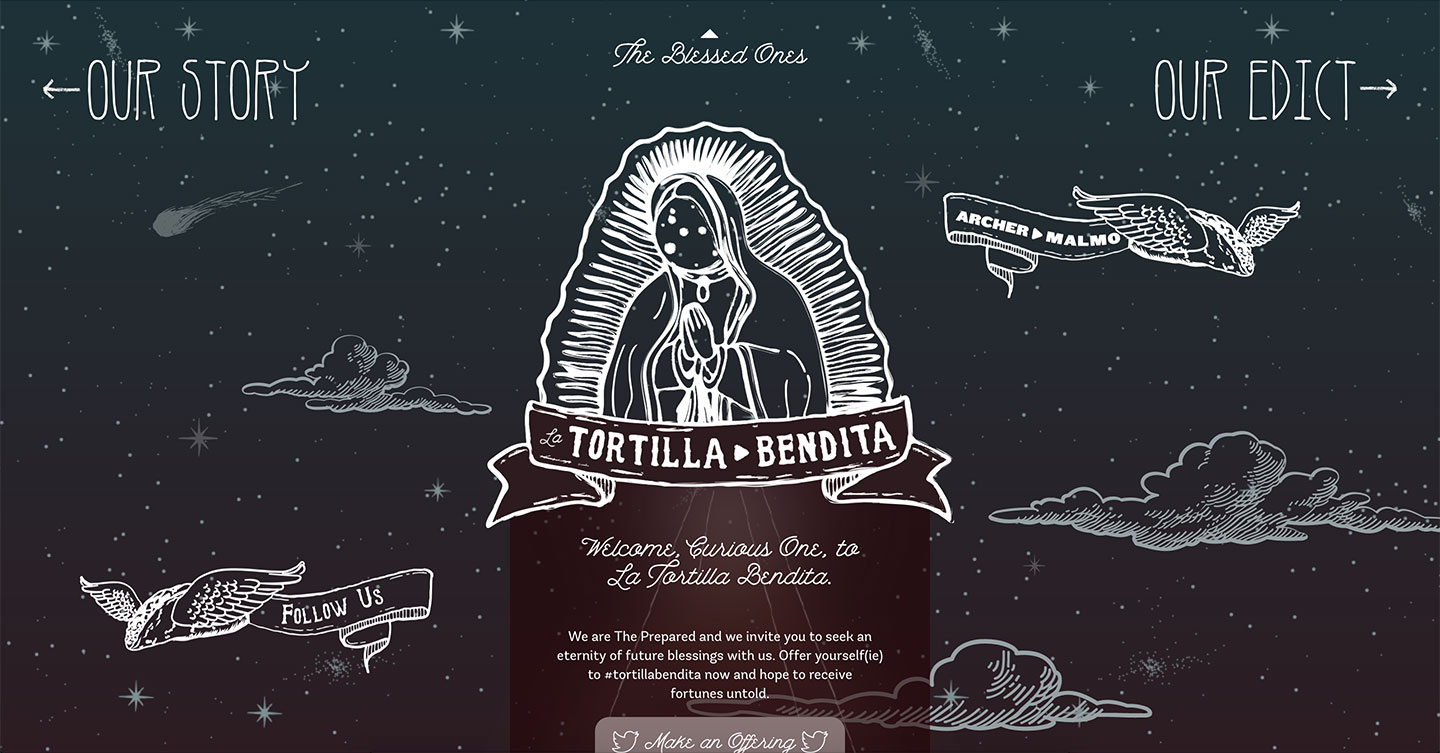 The Blessed Ones
←OUR STORY
OUR EDICT→
ARCHER▸MALMO
La TORTILLA▸BENDITA
Follow Us
Welcome, Curious One, to
La Tortilla Bendita.
We are The Prepared and we invite you to seek an
eternity of future blessings with us. Offer yourself(ie)
to #tortillabendita now and hope to receive
fortunes untold.
Make an Offering